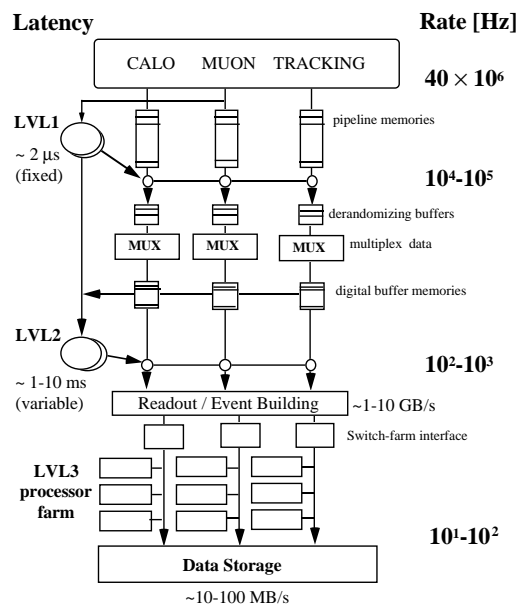 Latency Rate [Hz]
CALO MUON TRACKING
40 × 10⁶
LVL1
pipeline memories
~ 2 µs
(fixed)
10⁴-10⁵
derandomizing buffers
MUX MUX MUX multiplex data
digital buffer memories
LVL2
10²-10³
~ 1-10 ms
(variable)
Readout / Event Building ~1-10 GB/s
Switch-farm interface
LVL3
processor
farm
10¹-10²
Data Storage
~10-100 MB/s